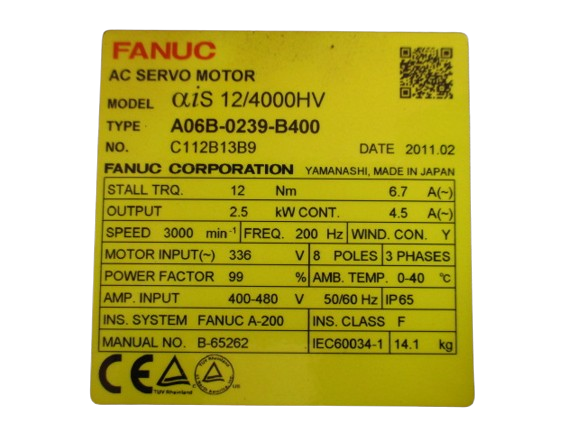 FANUC
AC SERVO MOTOR
MODEL αiS 12/4000HV
TYPE A06B-0239-B400
NO. C112B13B9 DATE 2011.02
FANUC CORPORATION YAMANASHI, MADE IN JAPAN
STALL TRQ. 12 Nm 6.7 A(~)
OUTPUT 2.5 kW CONT. 4.5 A(~)
SPEED 3000 min-1 FREQ. 200 Hz WIND. CON. Y
MOTOR INPUT(~) 336 V 8 POLES 3 PHASES
POWER FACTOR 99 % AMB. TEMP. 0-40 °C
AMP. INPUT 400-480 V 50/60 Hz IP65
INS. SYSTEM FANUC A-200 INS. CLASS F
MANUAL NO. B-65262 IEC60034-1 14.1 kg
CE
TUV Rheinland
C US